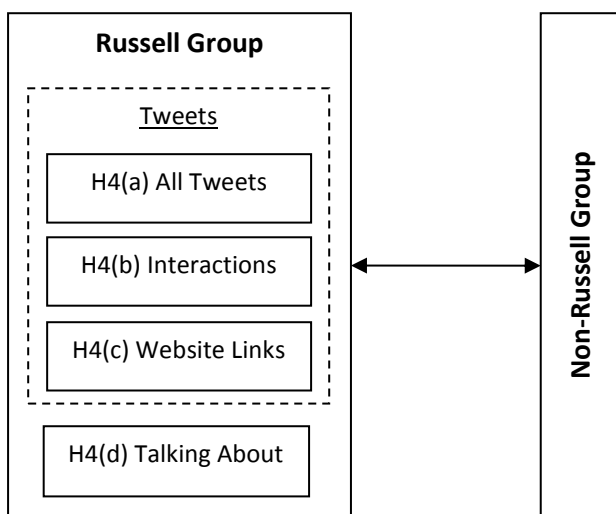 Russell Group
Tweets
H4(a) All Tweets
H4(b) Interactions
H4(c) Website Links
H4(d) Talking About
Non-Russell Group